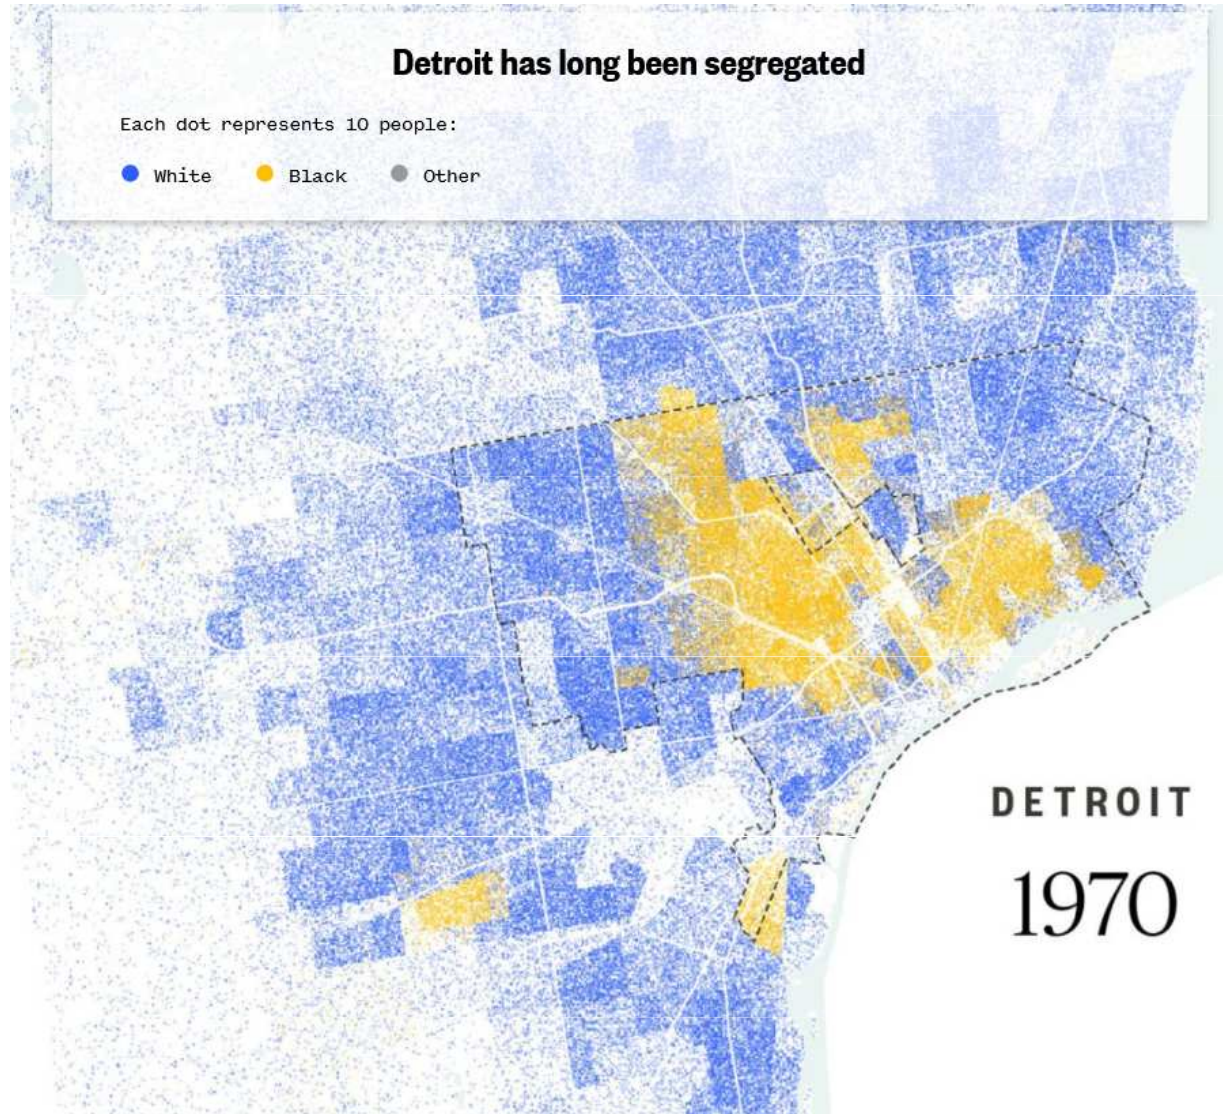 Detroit has long been segregated
Each dot represents 10 people:
White Black Other
DETROIT
1970